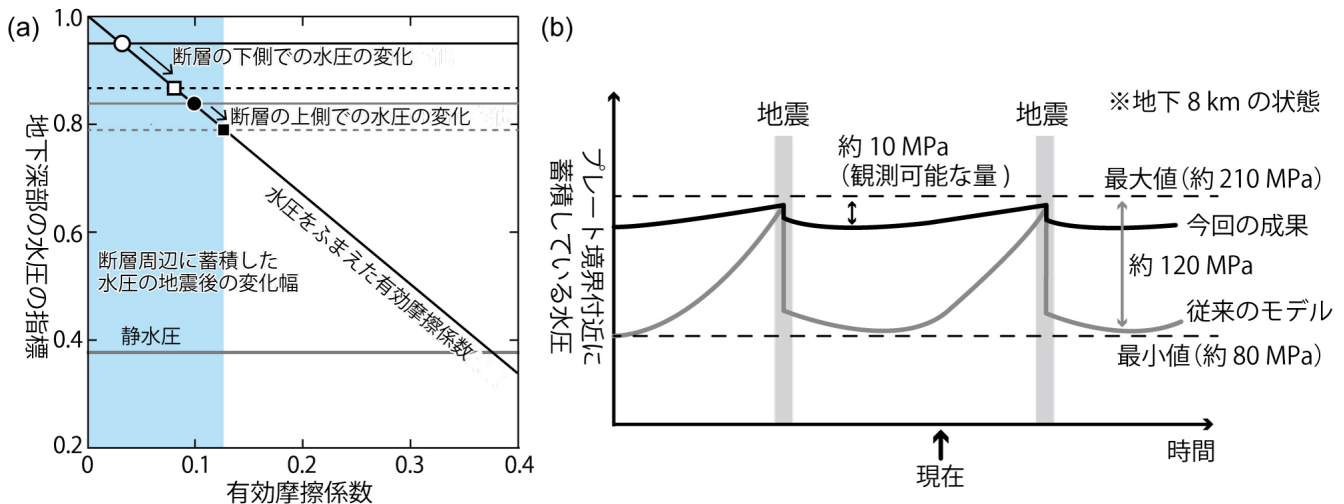 (a)
1.0
0.8
0.6
0.4
0.2
地下深部の水圧の指標
断層の下側での水圧の変化
断層の上側での水圧の変化
水圧をふまえた有効摩擦係数
断層周辺に蓄積した
水圧の地震後の変化幅
静水圧
0
0.1
0.2
0.3
0.4
有効摩擦係数
(b)
プレート境界付近に
蓄積している水圧
地震
地震
※地下 8 km の状態
約 10 MPa
(観測可能な量)
最大値(約 210 MPa)
今回の成果
約 120 MPa
従来のモデル
最小値(約 80 MPa)
現在
時間